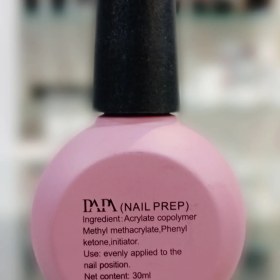 PAPA (NAIL PREP)
Ingredient: Acrylate copolymer
Methyl methacrylate,Phenyl
ketone,initiator.
Use: evenly applied to the
nail position.
Net content: 30ml